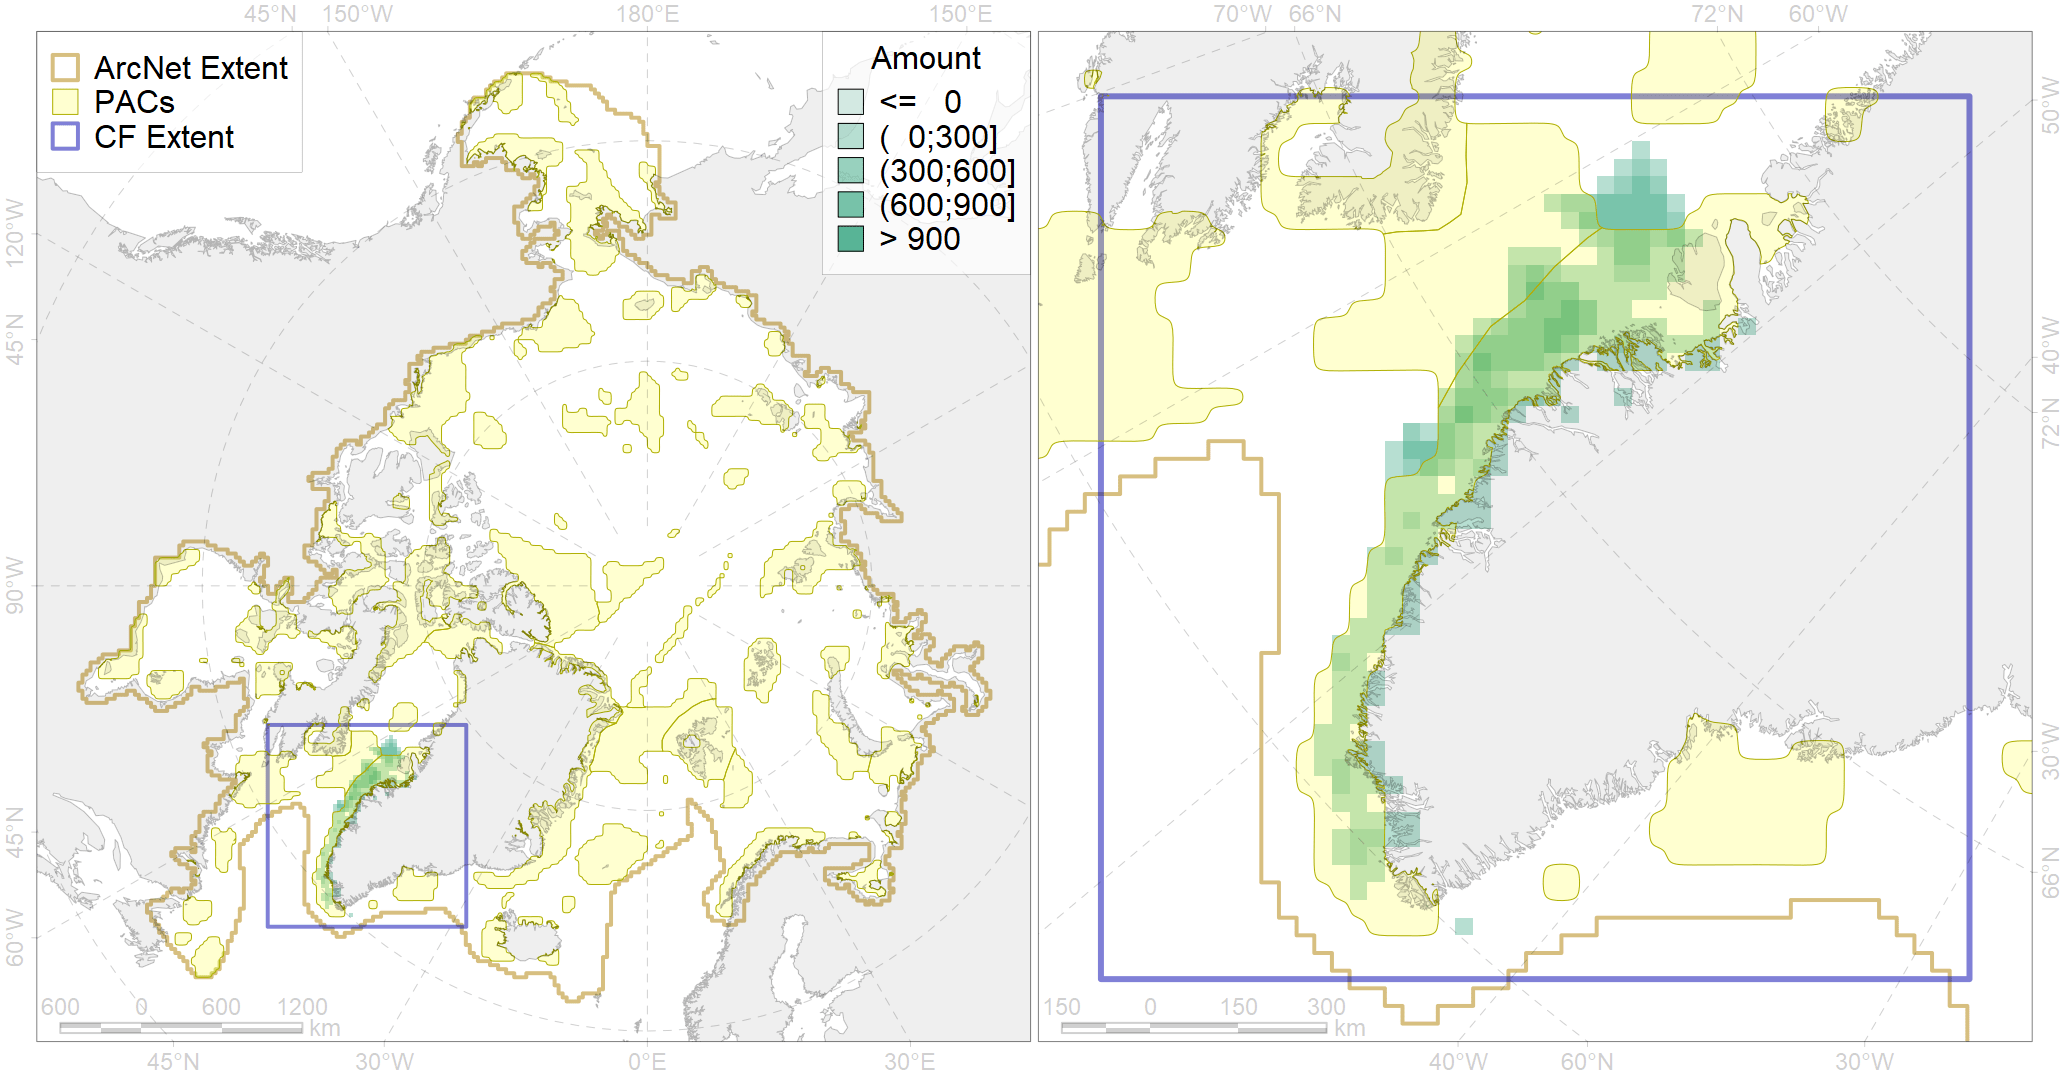 45°N 150°W 180°E 150°E 70°W 66°N 72°N 60°W
ArcNet Extent
PACs
CF Extent
Amount
<= 0
( 0;300]
(300;600]
(600;900]
> 900
120°W
45°N
90°W
45°N
60°W
50°W
40°W
72°N
30°W
66°N
600 0 600 1200
km
150 0 150 300
km
45°N 30°W 0°E 30°E 40°W 60°N 30°W